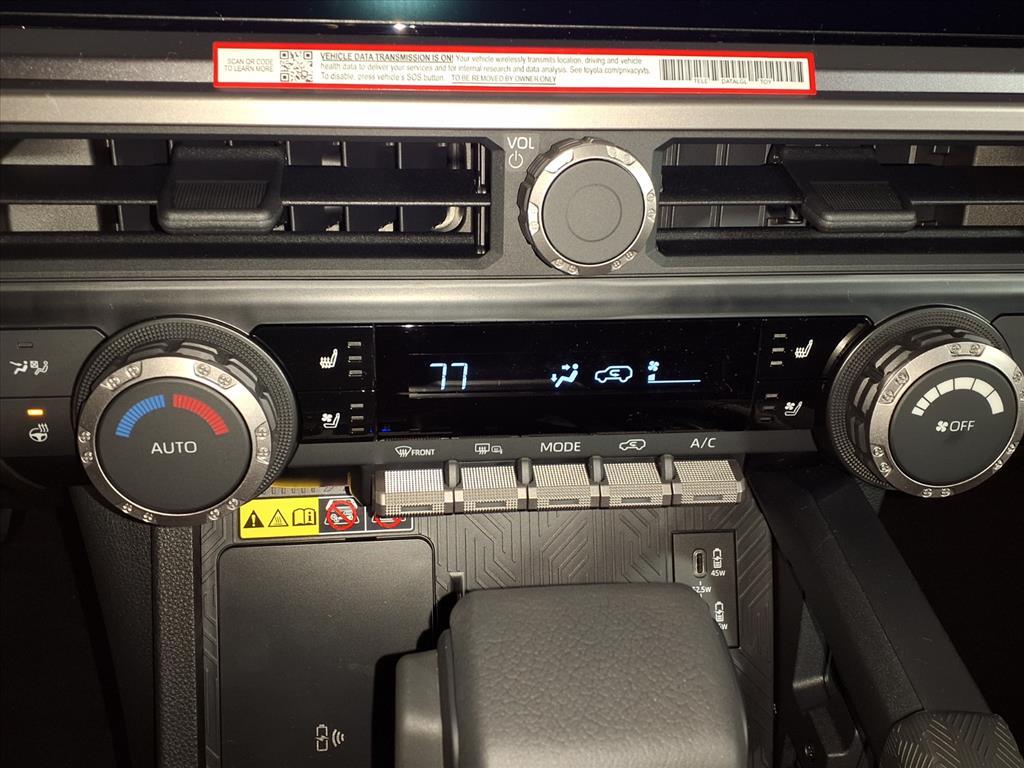 SCAN QR CODE
TO LEARN MORE
VEHICLE DATA TRANSMISSION IS ON! Your vehicle wirelessly transmits location, driving and vehicle
health data to deliver your services and for internal research and data analysis. See toyota.com/privacyvts.
To disable, press vehicle's SOS button. TO BE REMOVED BY OWNER ONLY
VOL
77
AUTO
OFF
FRONT
MODE
A/C
45W